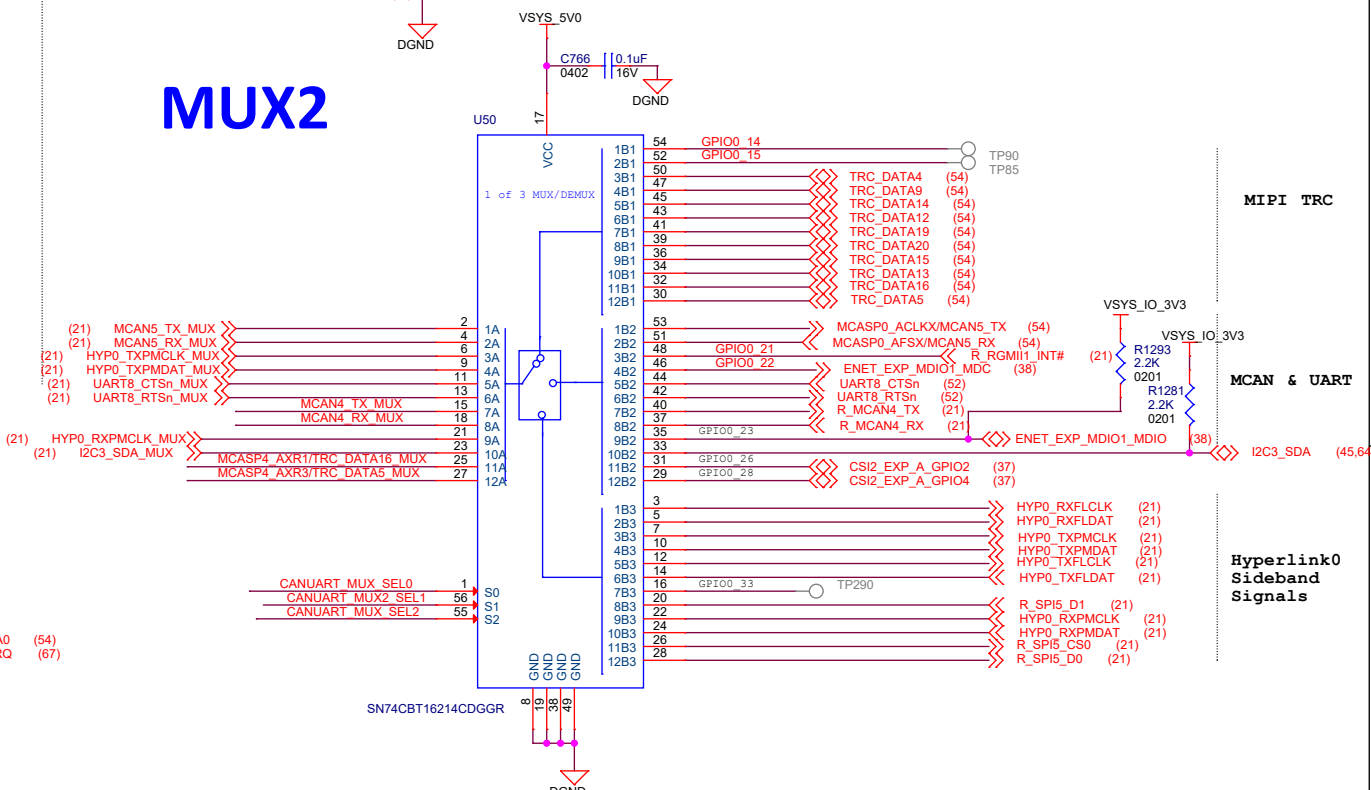 DGND
VSYS_5V0
C766 0.1uF
0402 16V
DGND
MUX2
U50
17
VCC
1 of 3 MUX/DEMUX
1B1 54 GPIO0_14 TP90
2B1 52 GPIO0_15 TP85
3B1 50 TRC_DATA4 (54)
4B1 47 TRC_DATA9 (54)
5B1 45 TRC_DATA14 (54)
6B1 43 TRC_DATA12 (54)
7B1 41 TRC_DATA19 (54)
8B1 39 TRC_DATA20 (54)
9B1 36 TRC_DATA15 (54)
10B1 34 TRC_DATA13 (54)
11B1 32 TRC_DATA16 (54)
12B1 30 TRC_DATA5 (54)
MIPI TRC
(21) MCAN5_TX_MUX 2 1A
(21) MCAN5_RX_MUX 4 2A
(21) HYP0_TXPMCLK_MUX 6 3A
(21) HYP0_TXPMDAT_MUX 9 4A
(21) UART8_CTSn_MUX 11 5A
(21) UART8_RTSn_MUX 13 6A
MCAN4_TX_MUX 15 7A
MCAN4_RX_MUX 18 8A
(21) HYP0_RXPMCLK_MUX 21 9A
(21) I2C3_SDA_MUX 23 10A
MCASP4_AXR1/TRC_DATA16_MUX 25 11A
MCASP4_AXR3/TRC_DATA5_MUX 27 12A
1B2 53 MCASP0_ACLKX/MCAN5_TX (54)
2B2 51 MCASP0_AFSX/MCAN5_RX (54)
3B2 48 GPIO0_21 R_RGMII1_INT# (21)
4B2 46 GPIO0_22 ENET_EXP_MDIO1_MDC (38)
5B2 44 UART8_CTSn (52)
6B2 42 UART8_RTSn (52)
7B2 40 R_MCAN4_TX (21)
8B2 37 R_MCAN4_RX (21)
9B2 35 GPIO0_23 ENET_EXP_MDIO1_MDIO (38)
10B2 33 I2C3_SDA (45,64
11B2 31 GPIO0_26 CSI2_EXP_A_GPIO2 (37)
12B2 29 GPIO0_28 CSI2_EXP_A_GPIO4 (37)
VSYS_IO_3V3
R1293
2.2K
0201
VSYS_IO_3V3
R1281
2.2K
0201
MCAN & UART
1B3 3 HYP0_RXFLCLK (21)
2B3 5 HYP0_RXFLDAT (21)
3B3 7 HYP0_TXPMCLK (21)
4B3 10 HYP0_TXPMDAT (21)
5B3 12 HYP0_TXFLCLK (21)
6B3 14 HYP0_TXFLDAT (21)
7B3 16 GPIO0_33 TP290
8B3 20 R_SPI5_D1 (21)
9B3 22 HYP0_RXPMCLK (21)
10B3 24 HYP0_RXPMDAT (21)
11B3 26 R_SPI5_CS0 (21)
12B3 28 R_SPI5_D0 (21)
Hyperlink0
Sideband
Signals
CANUART_MUX_SEL0 1 S0
CANUART_MUX2_SEL1 56 S1
CANUART_MUX_SEL2 55 S2
A0 (54)
RQ (67)
GND GND GND GND
8 19 38 49
SN74CBT16214CDGGR
DGND